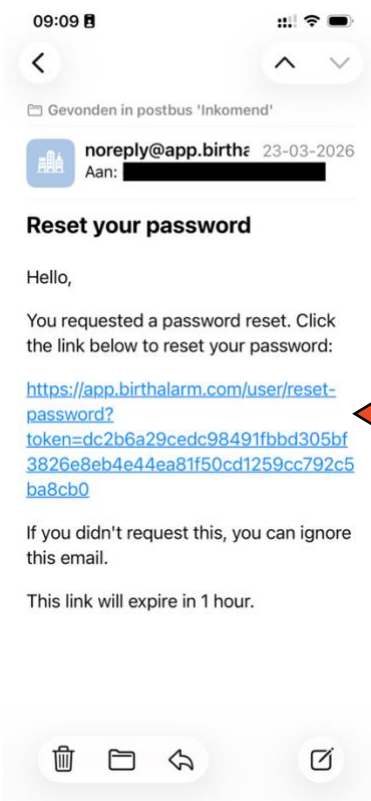 09:09
Gevonden in postbus 'Inkomend'
noreply@app.birtha 23-03-2026
Aan:
Reset your password
Hello,
You requested a password reset. Click
the link below to reset your password:
https://app.birthalarm.com/user/reset-
password?
token=dc2b6a29cedc98491fbbd305bf
3826e8eb4e44ea81f50cd1259cc792c5
ba8cb0
If you didn't request this, you can ignore
this email.
This link will expire in 1 hour.